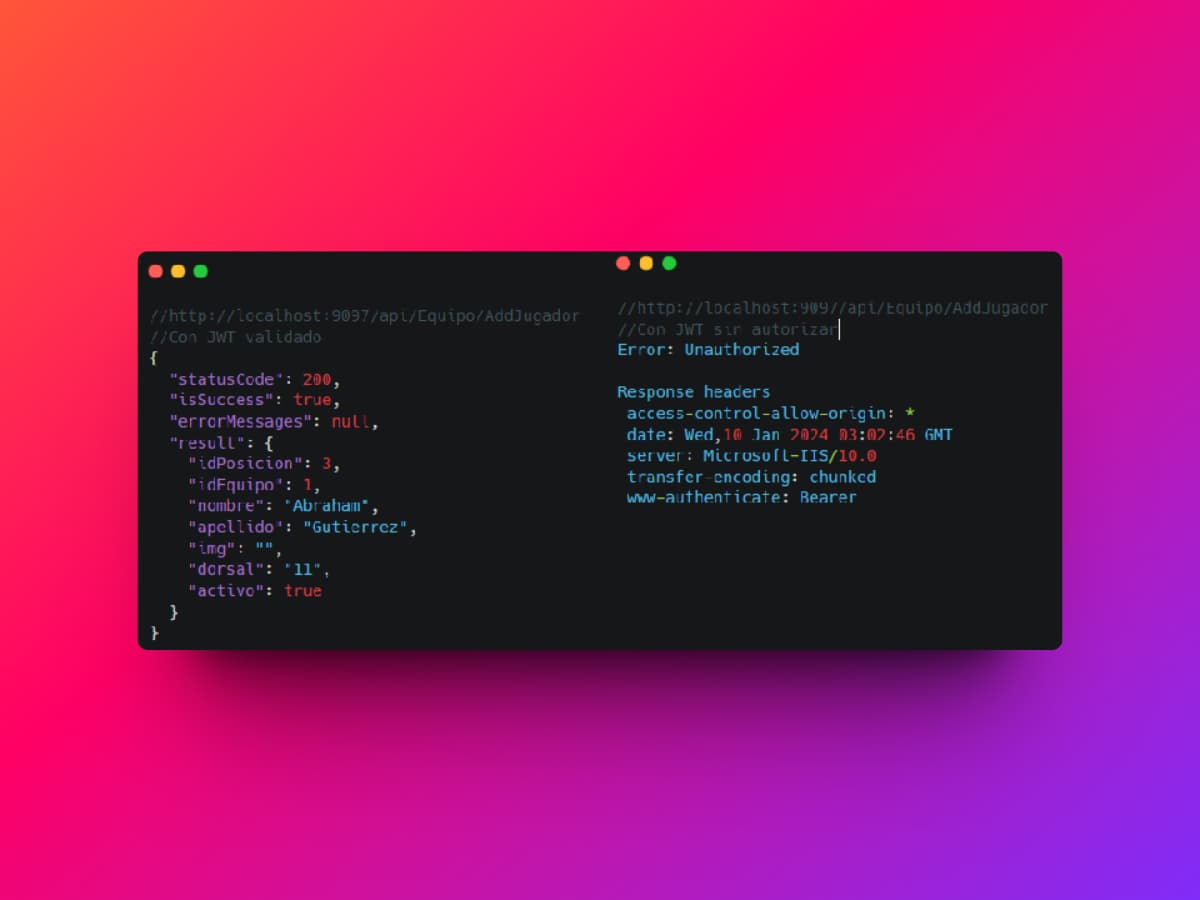 //http://localhost:9097/api/Equipo/AddJugador
//Con JWT validado
{
"statusCode": 200,
"isSuccess": true,
"errorMessages": null,
"result": {
"idPosicion": 3,
"idEquipo": 1,
"nombre": "Abraham",
"apellido": "Gutierrez",
"img": "",
"dorsal": "11",
"activo": true
}
}
//http://localhost:9097/api/Equipo/AddJugador
//Con JWT sin autorizar
Error: Unauthorized
Response headers
access-control-allow-origin: *
date: Wed,10 Jan 2024 03:02:46 GMT
server: Microsoft-IIS/10.0
transfer-encoding: chunked
www-authenticate: Bearer